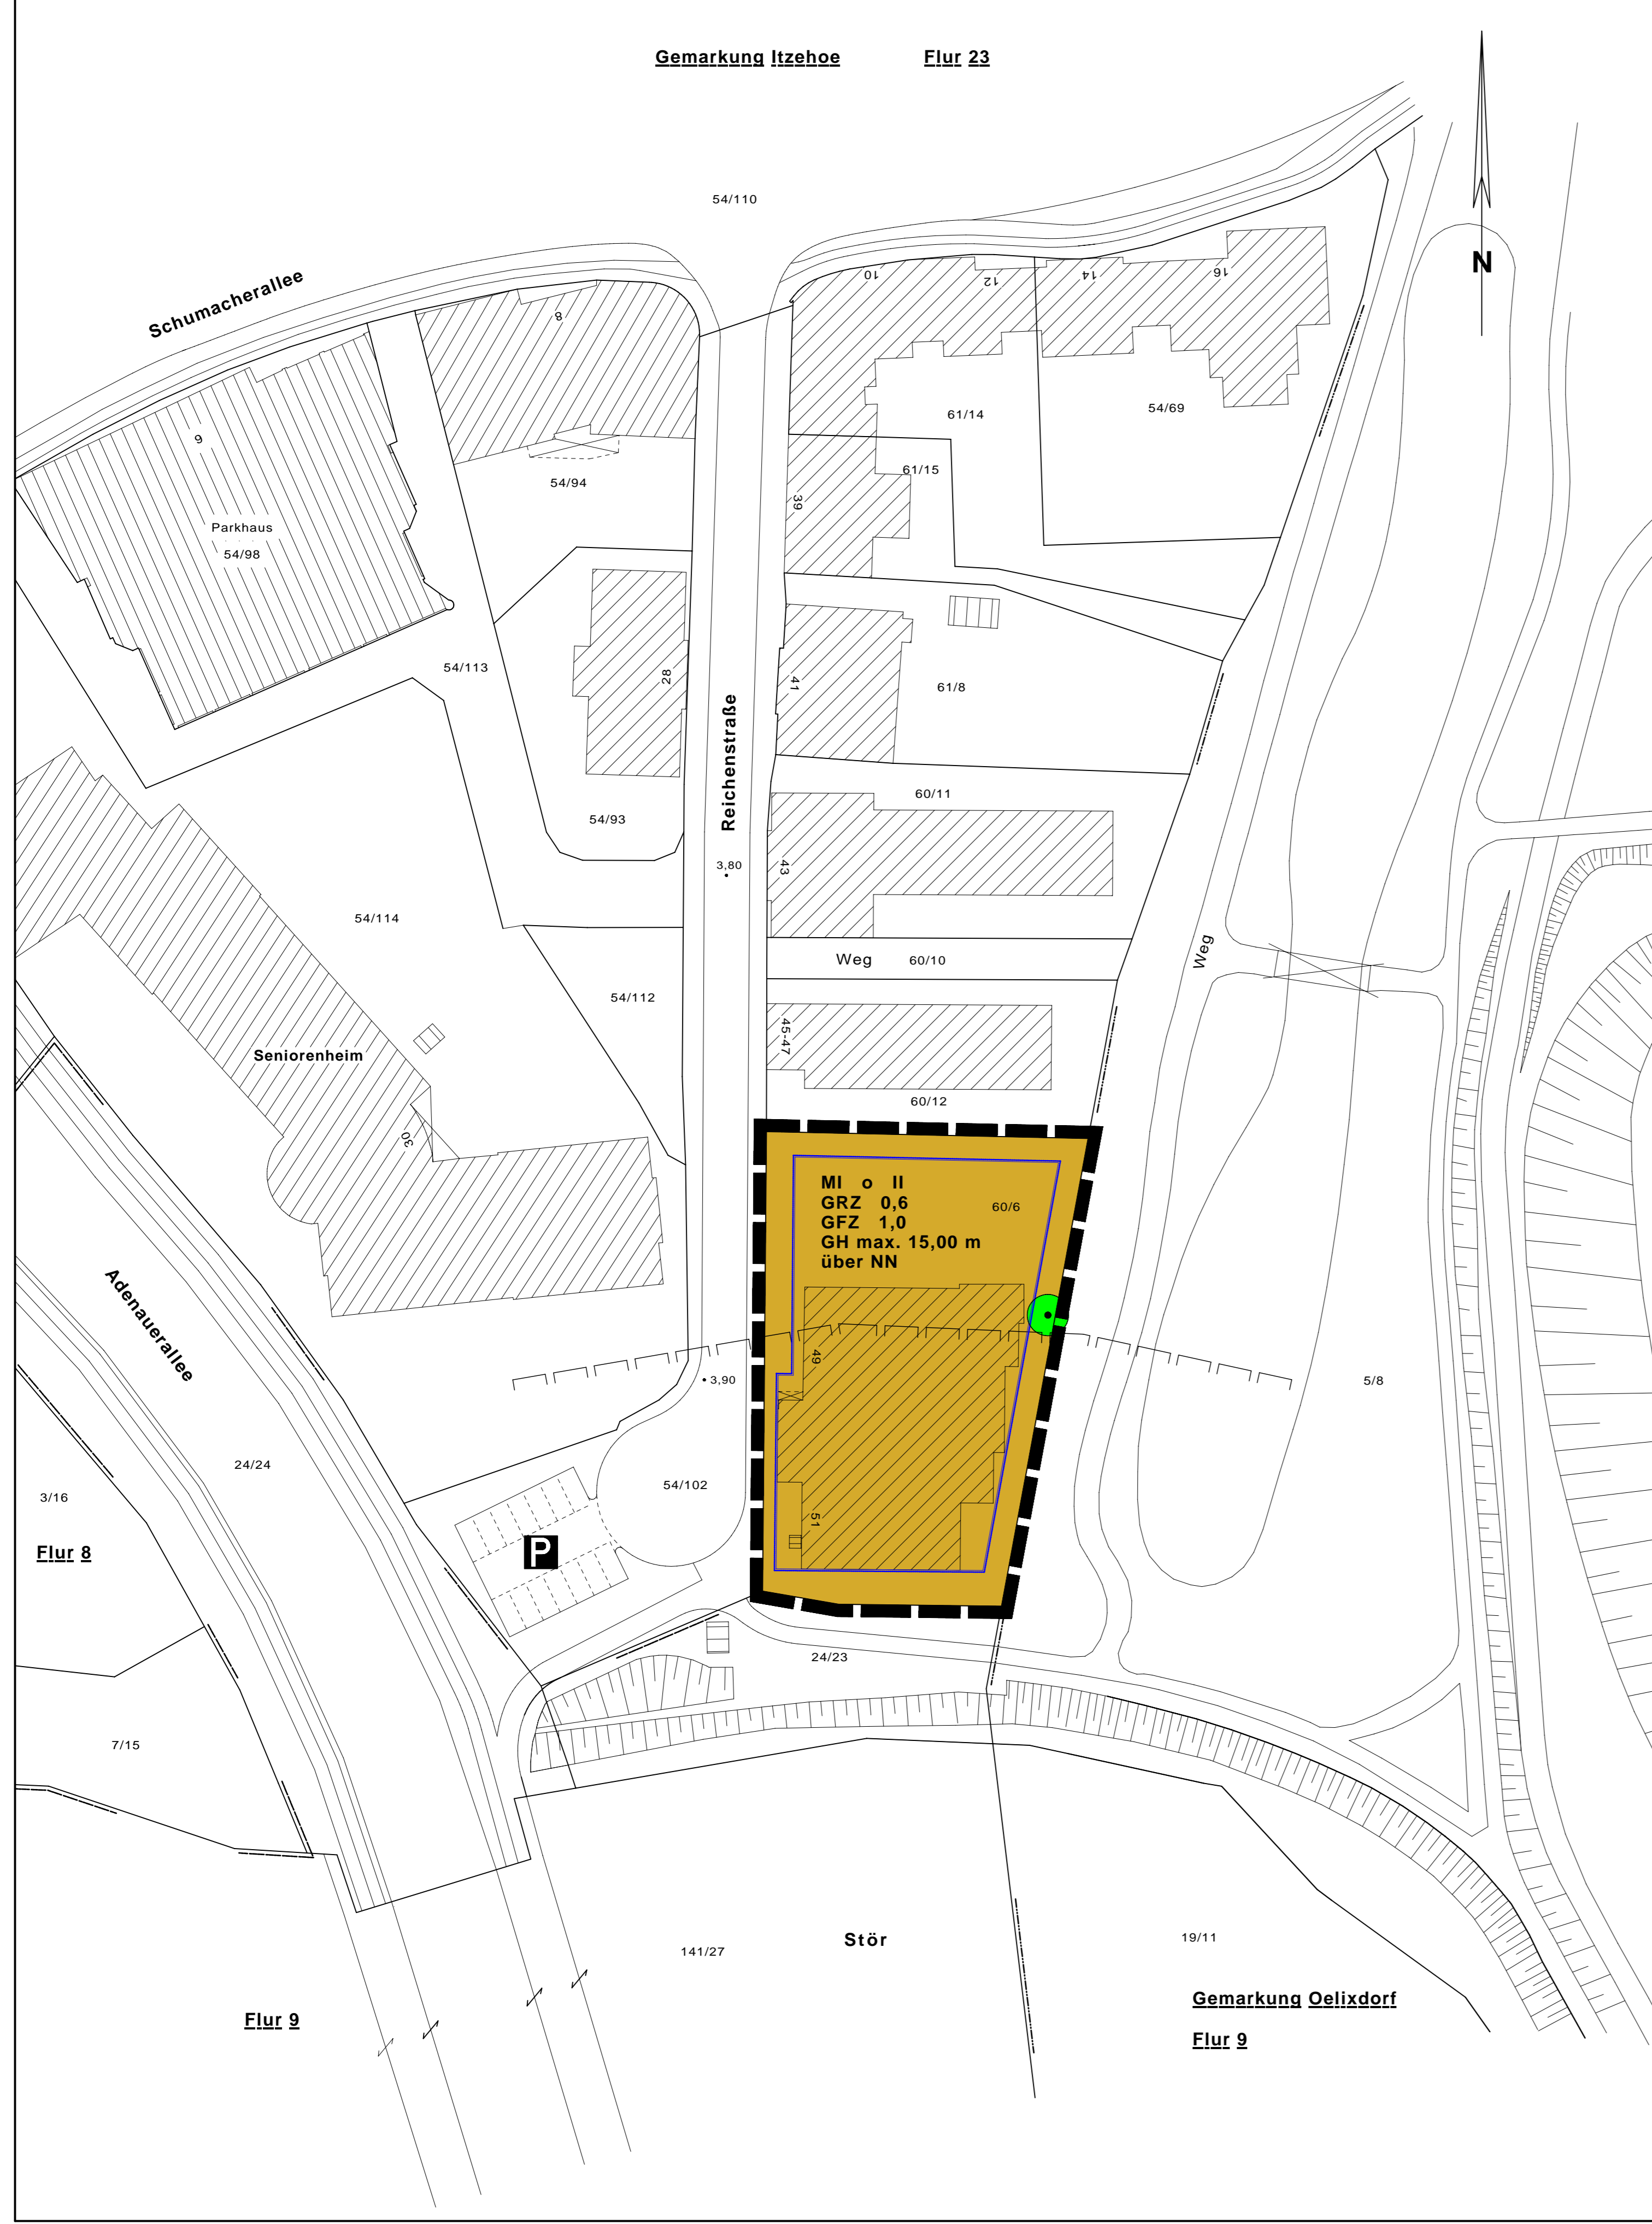 Gemarkung Itzehoe Flur 23
54/110
N
Schumacherallee
10
12
14
16
8
9
61/14
54/69
61/15
54/94
39
Parkhaus
54/98
54/113
28
41
61/8
Reichenstraße
60/11
54/93
3,80
43
54/114
Weg
Weg 60/10
54/112
45-47
Seniorenheim
60/12
30
MI o II
GRZ 0,6
GFZ 1,0
GH max. 15,00 m
über NN
60/6
Adenauerallee
49
3,90
5/8
24/24
54/102
3/16
51
Flur 8
P
24/23
7/15
Stör
141/27
19/11
Gemarkung Oelixdorf
Flur 9
Flur 9